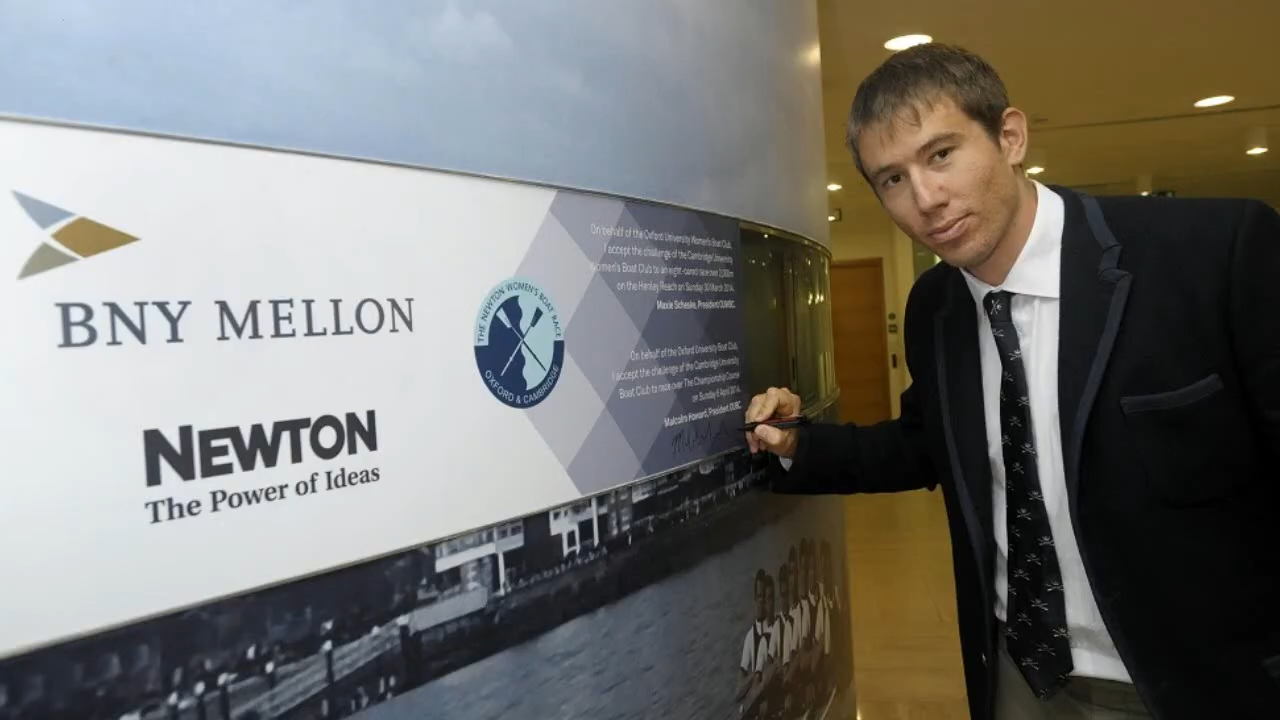 BNY MELLON
NEWTON
The Power of Ideas
THE NEWTON WOMEN'S BOAT RACE
OXFORD & CAMBRIDGE
On behalf of the Oxford University Women's Boat Club,
I accept the challenge of the Cambridge University
Women's Boat Club to an eight-oared race over 2,000m
on the Henley Reach on Sunday 30 March 2014.
Maxie Scheske, President OUWBC.
On behalf of the Oxford University Boat Club,
I accept the challenge of the Cambridge University
Boat Club to race over The Championship Course
on Sunday 6 April 2014.
Malcolm Howard, President OUBC.